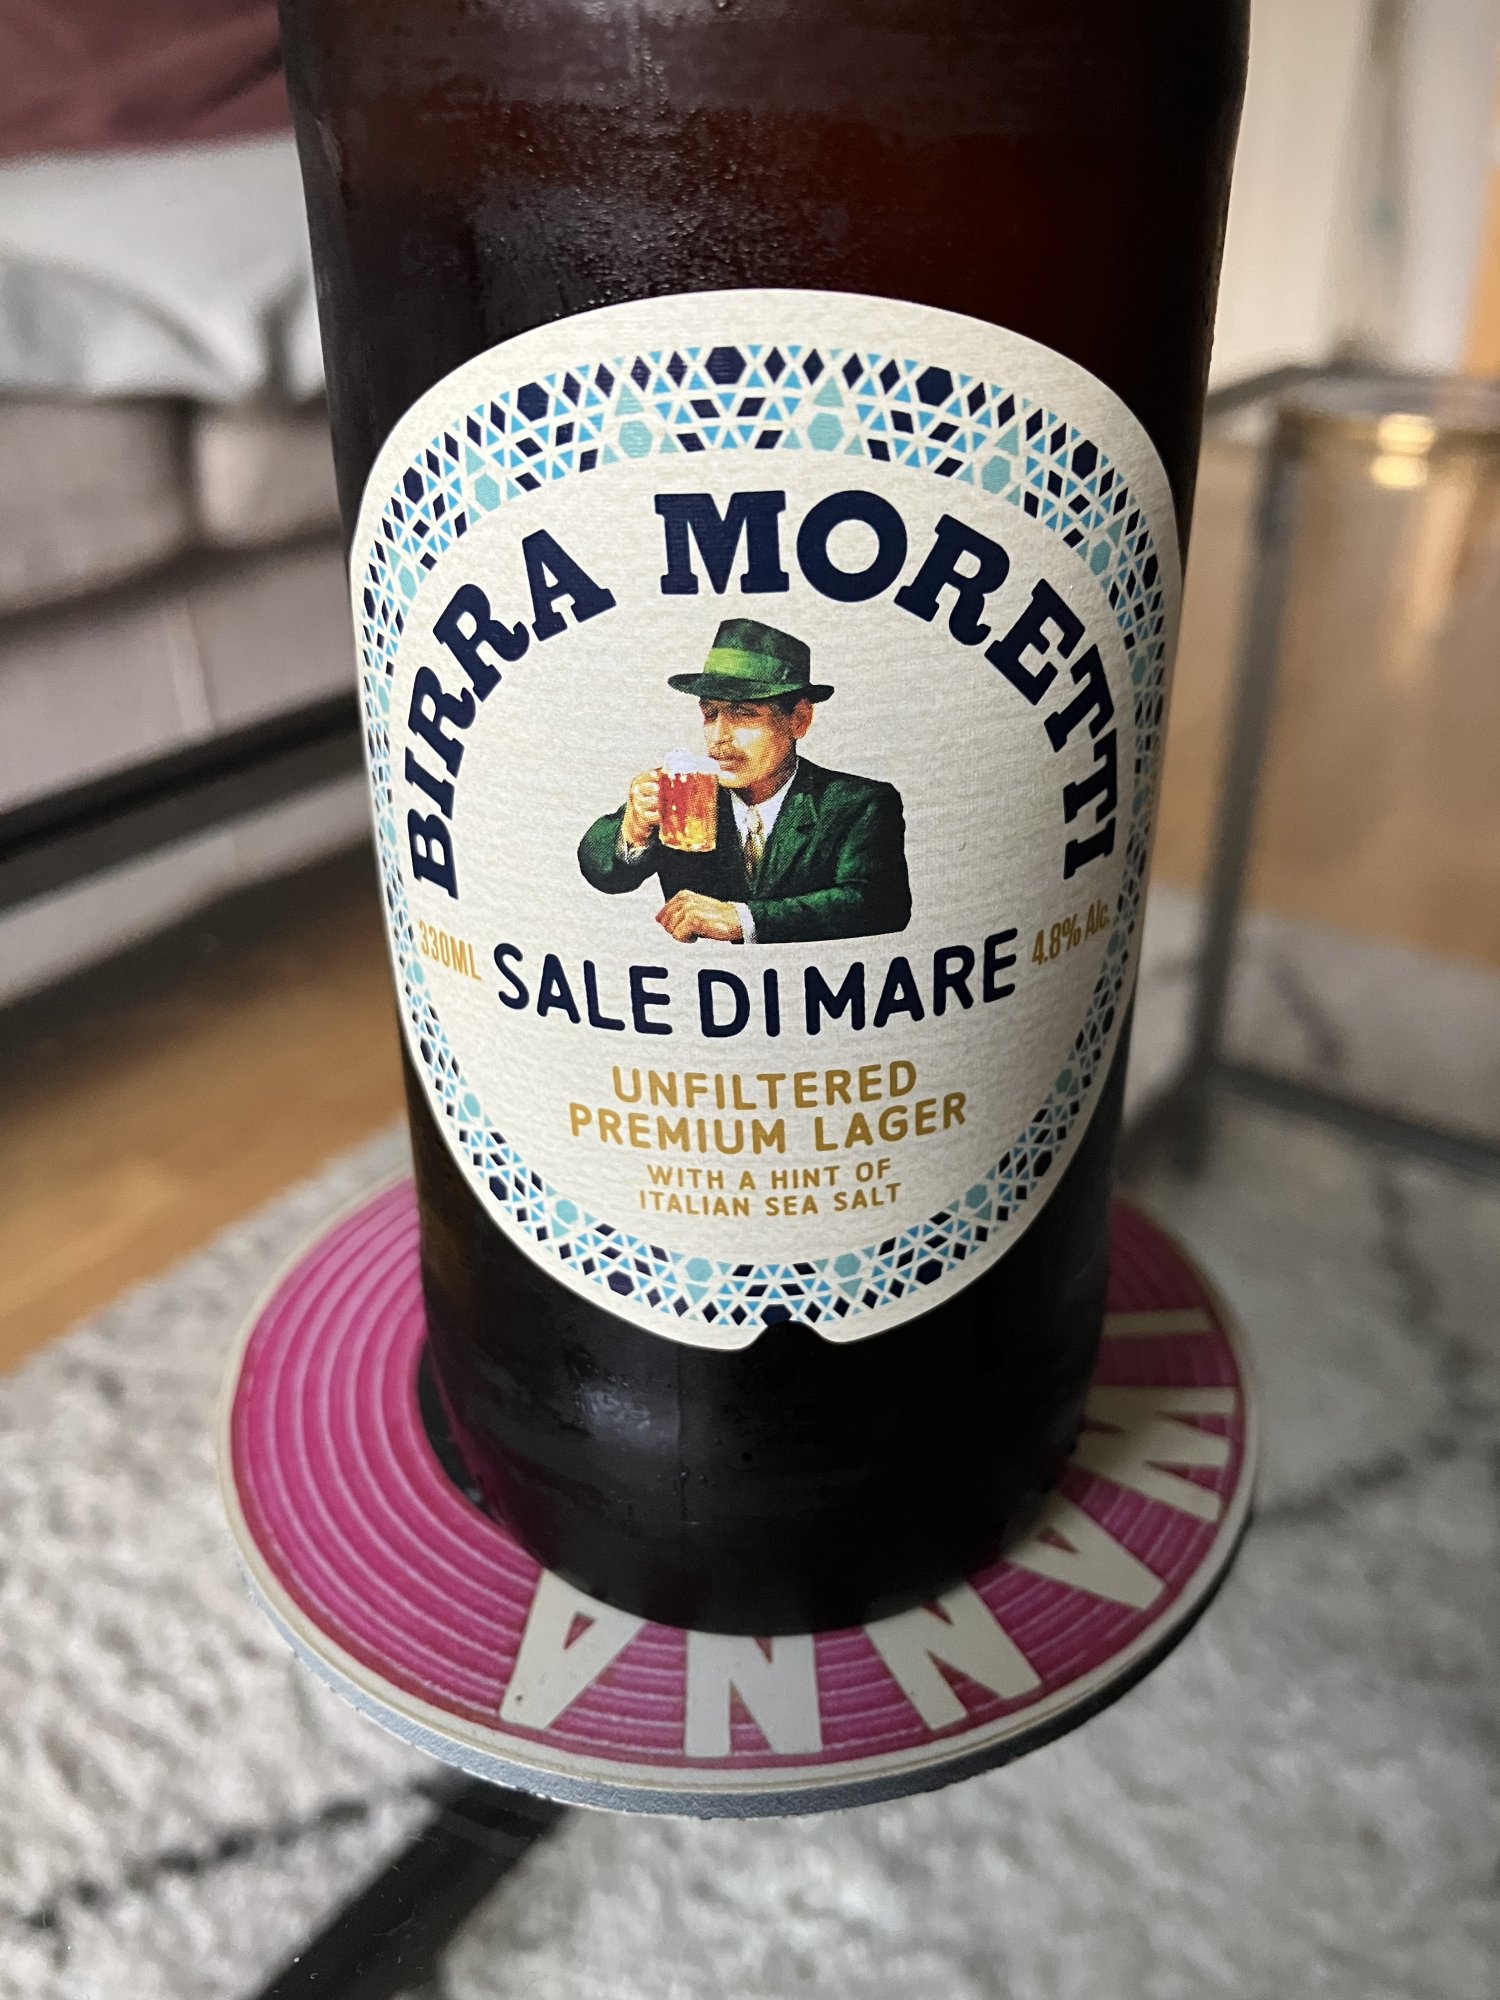 BIRRA MORETTI
330ML
SALE DI MARE
4.8% Alc.
UNFILTERED
PREMIUM LAGER
WITH A HINT OF
ITALIAN SEA SALT